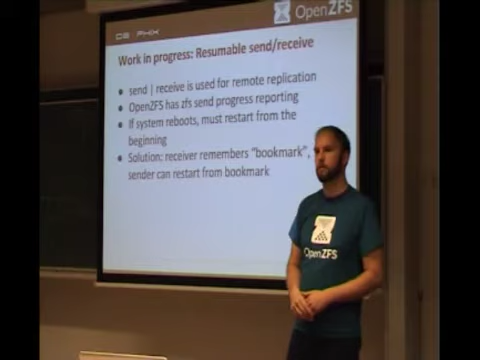 OpenZFS
Work in progress: Resumable send/receive
● send | receive is used for remote replication
● OpenZFS has zfs send progress reporting
● If system reboots, must restart from the
beginning
● Solution: receiver remembers “bookmark”,
sender can restart from bookmark
OpenZFS